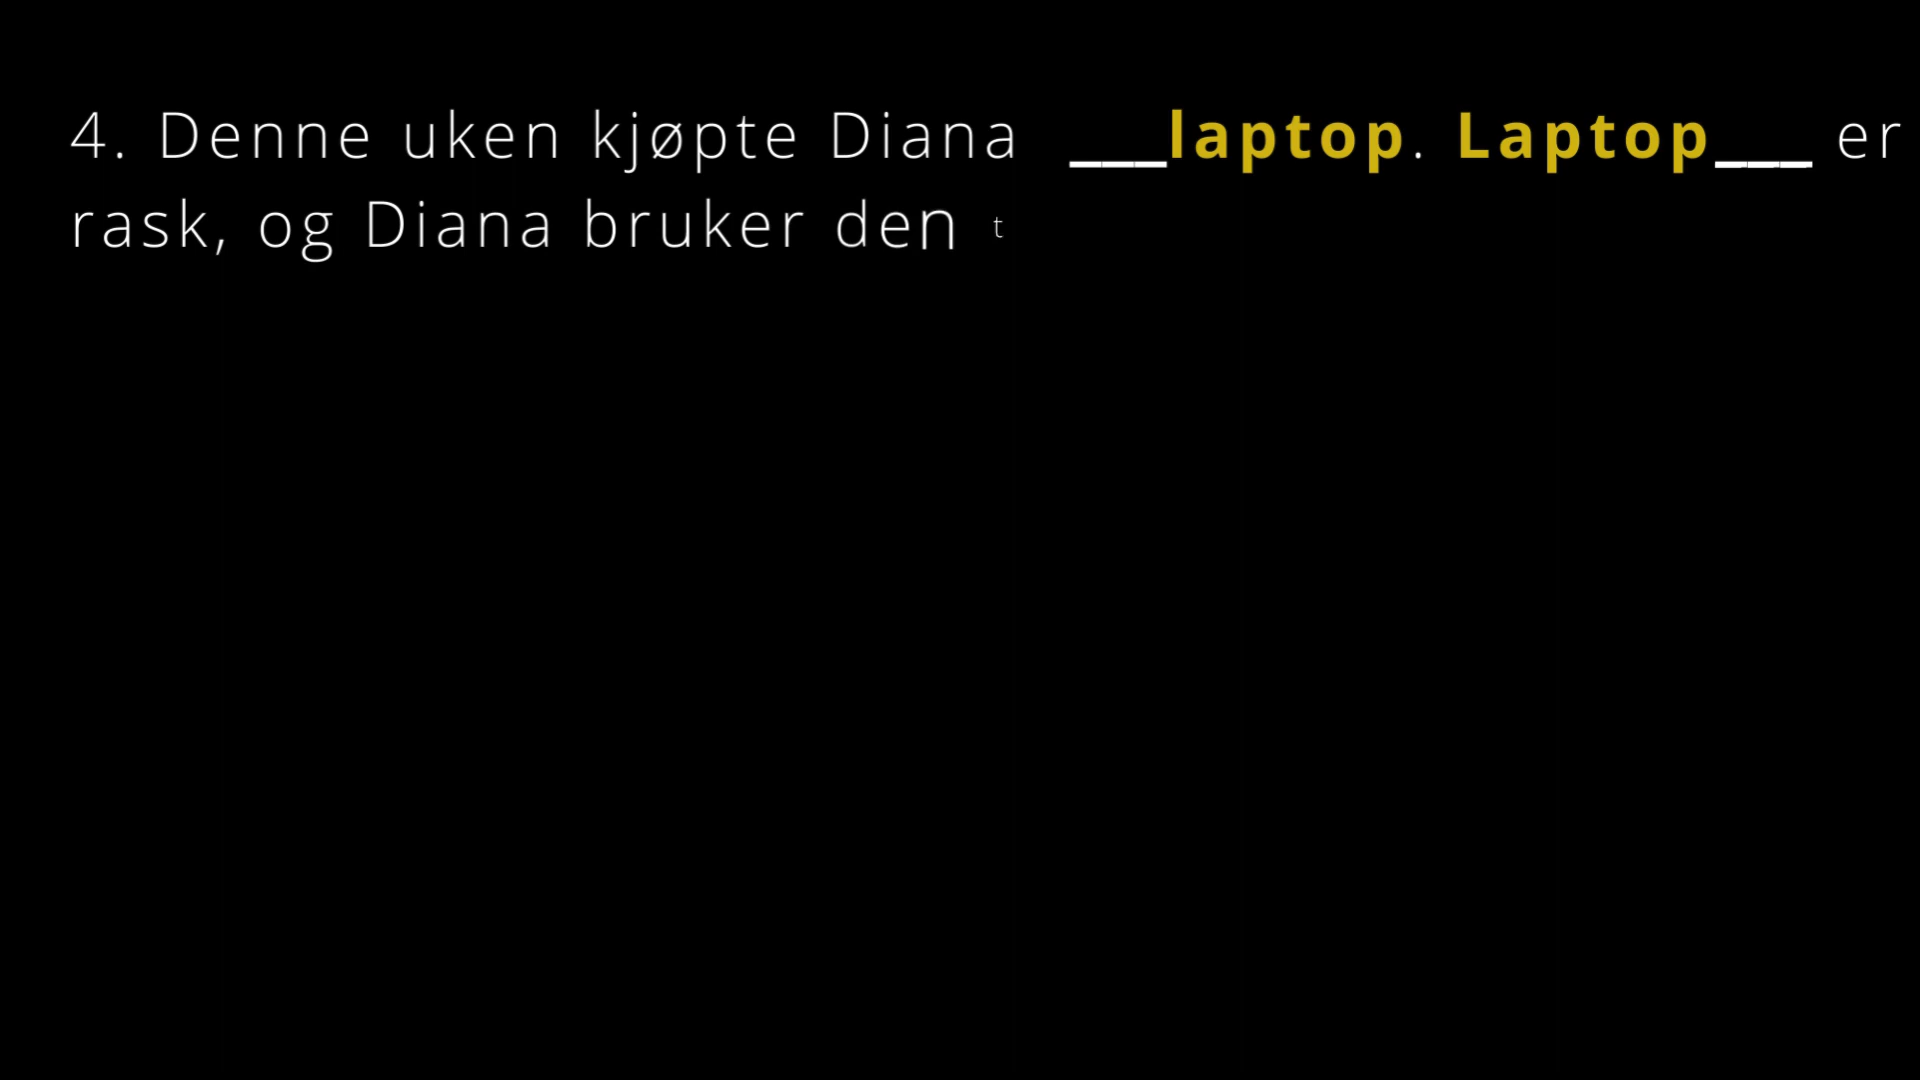 4. Denne uken kjøpte Diana ___laptop. Laptop___ er
rask, og Diana bruker den t